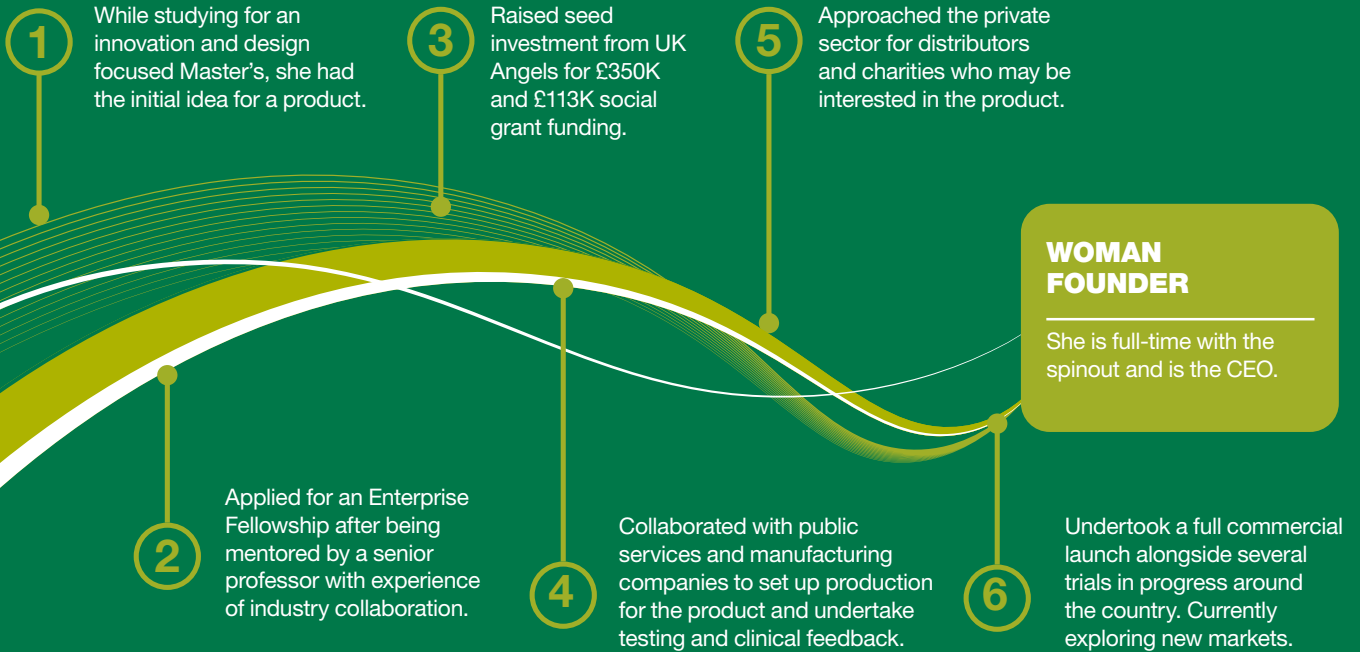 1
While studying for an
innovation and design
focused Master's, she had
the initial idea for a product.
2
Applied for an Enterprise
Fellowship after being
mentored by a senior
professor with experience
of industry collaboration.
3
Raised seed
investment from UK
Angels for £350K
and £113K social
grant funding.
4
Collaborated with public
services and manufacturing
companies to set up production
for the product and undertake
testing and clinical feedback.
5
Approached the private
sector for distributors
and charities who may be
interested in the product.
6
Undertook a full commercial
launch alongside several
trials in progress around
the country. Currently
exploring new markets.
WOMAN
FOUNDER
She is full-time with the
spinout and is the CEO.